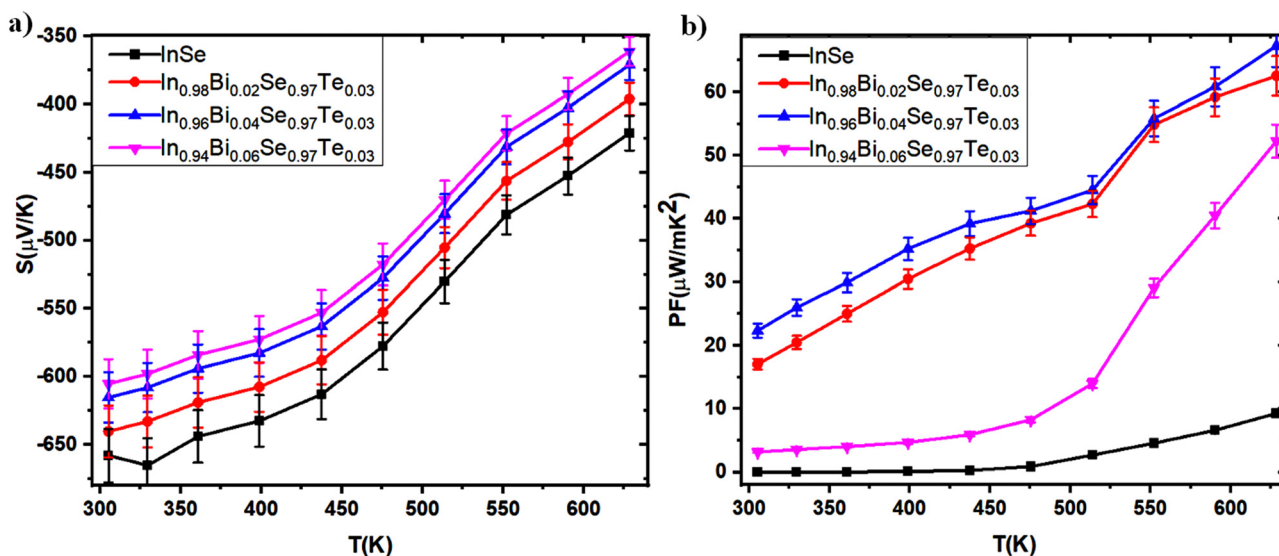 a)
-350
-400
-450
-500
-550
-600
-650
S(μV/K)
InSe
In0.98Bi0.02Se0.97Te0.03
In0.96Bi0.04Se0.97Te0.03
In0.94Bi0.06Se0.97Te0.03
300 350 400 450 500 550 600
T(K)
b)
60
50
40
30
20
10
0
PF(μW/mK2)
InSe
In0.98Bi0.02Se0.97Te0.03
In0.96Bi0.04Se0.97Te0.03
In0.94Bi0.06Se0.97Te0.03
300 350 400 450 500 550 600
T(K)